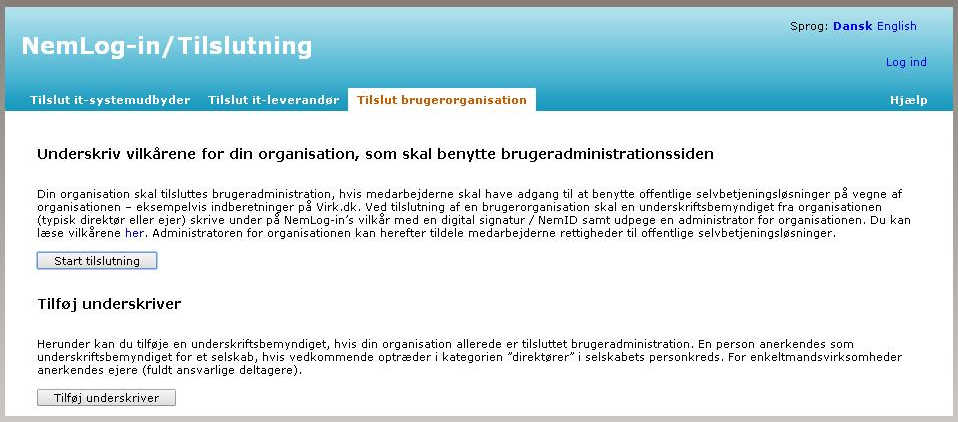 Sprog: Dansk English
NemLog-in/Tilslutning
Log ind
Tilslut it-systemudbyder Tilslut it-leverandør Tilslut brugerorganisation Hjælp
Underskriv vilkårene for din organisation, som skal benytte brugeradministrationssiden
Din organisation skal tilsluttes brugeradministration, hvis medarbejderne skal have adgang til at benytte offentlige selvbetjeningsløsninger på vegne af
organisationen – eksempelvis indberetninger på Virk.dk. Ved tilslutning af en brugerorganisation skal en underskriftsbemyndiget fra organisationen
(typisk direktør eller ejer) skrive under på NemLog-in's vilkår med en digital signatur / NemID samt udpege en administrator for organisationen. Du kan
læse vilkårene her. Administratoren for organisationen kan herefter tildele medarbejderne rettigheder til offentlige selvbetjeningsløsninger.
Start tilslutning
Tilføj underskriver
Herunder kan du tilføje en underskriftsbemyndiget, hvis din organisation allerede er tilsluttet brugeradministration. En person anerkendes som
underskriftsbemyndiget for et selskab, hvis vedkommende optræder i kategorien ”direktører” i selskabets personkreds. For enkeltmandsvirksomheder
anerkendes ejere (fuldt ansvarlige deltagere).
Tilføj underskriver